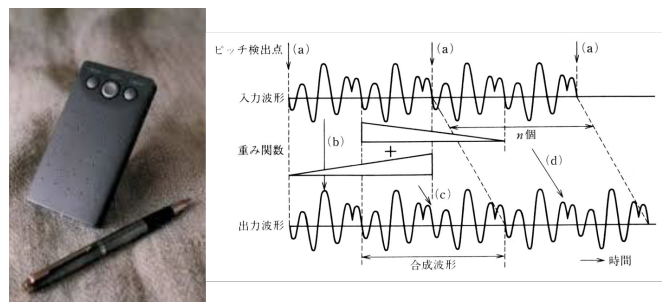 ピッチ検出点 (a) (a) (a)
入力波形
n個
(b)
重み関数 + (d)
(c)
出力波形
合成波形 時間